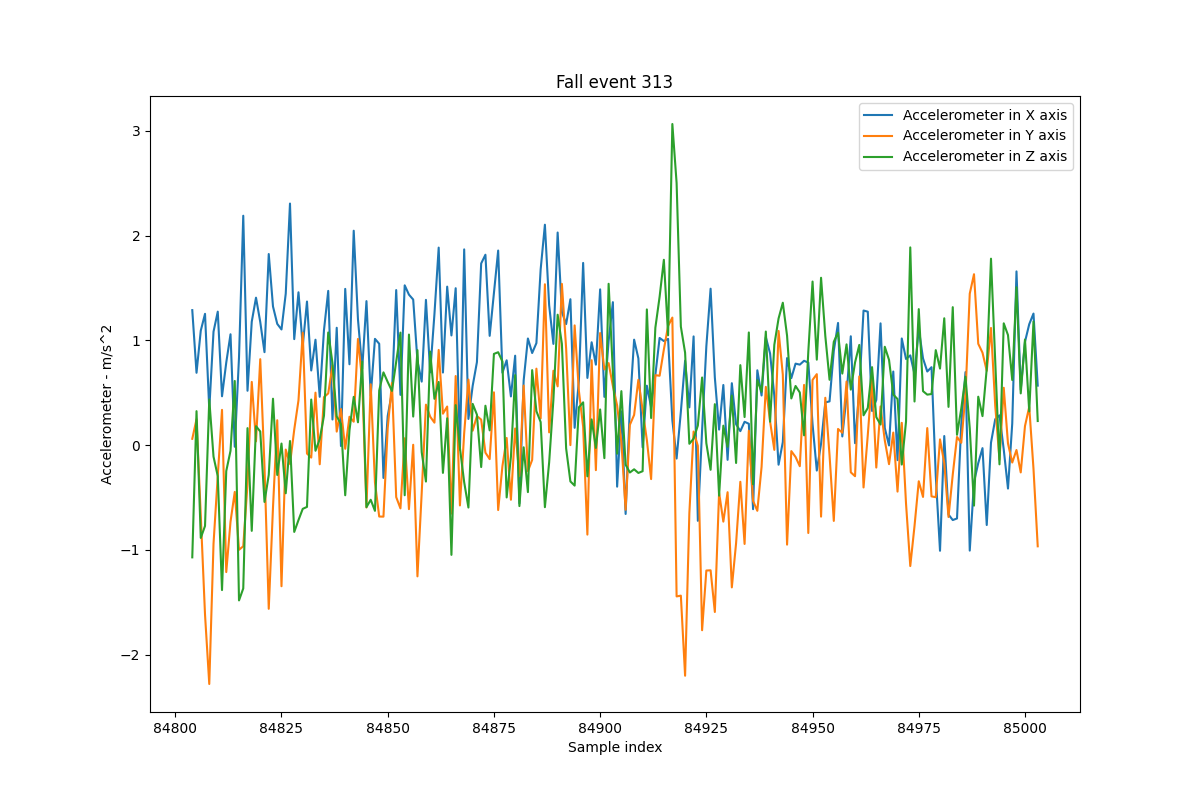 Fall event 313
Accelerometer in X axis
Accelerometer in Y axis
Accelerometer in Z axis
Accelerometer - m/s^2
3
2
1
0
−1
−2
84800 84825 84850 84875 84900 84925 84950 84975 85000
Sample index